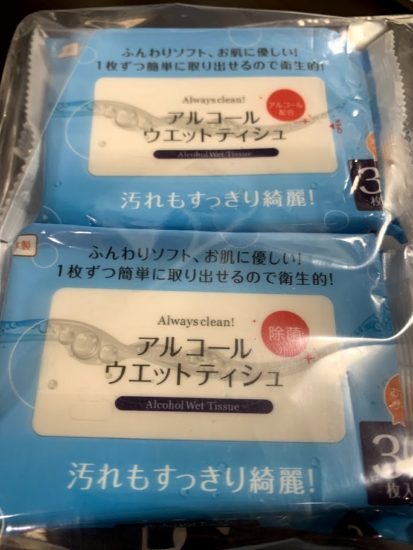 ふんわりソフト、お肌に優しい!
1枚ずつ簡単に取り出せるので衛生的!
Always clean!
アルコール
配合
アルコール
ウエットティシュ
Alcohol Wet Tissue
汚れもすっきり綺麗!
3
枚
製
ふんわりソフト、お肌に優しい!
1枚ずつ簡単に取り出せるので衛生的!
Always clean!
除菌
アルコール
ウエットティシュ
Alcohol Wet Tissue
汚れもすっきり綺麗!
3
枚入